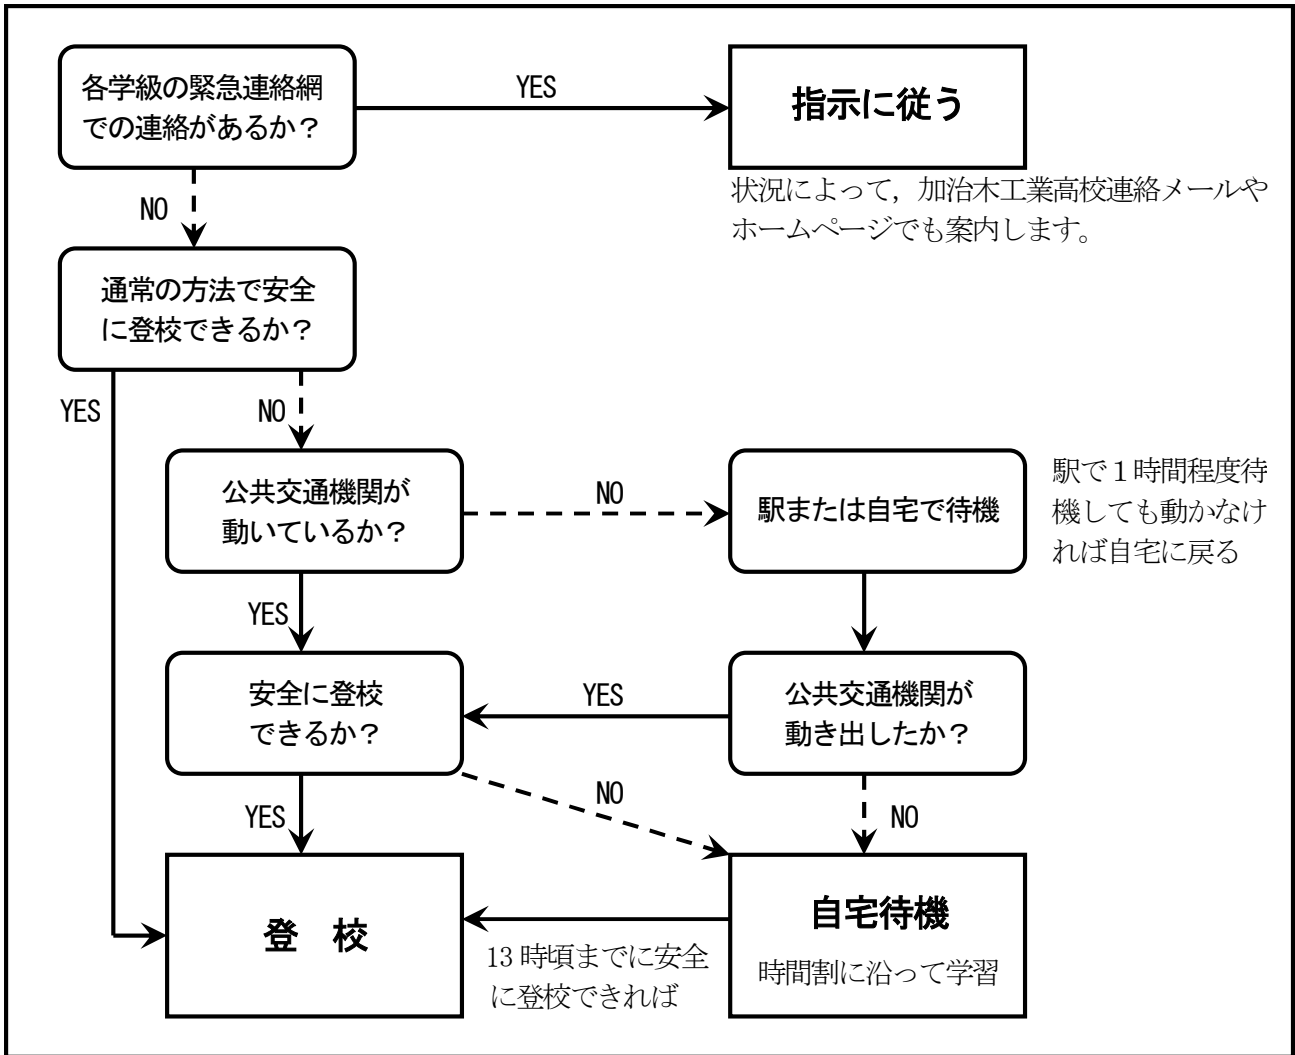 各学級の緊急連絡網
での連絡があるか？
YES
指示に従う
状況によって，加治木工業高校連絡メールや
ホームページでも案内します。
NO
通常の方法で安全
に登校できるか？
YES
NO
公共交通機関が
動いているか？
NO
駅または自宅で待機
駅で１時間程度待
機しても動かなけ
れば自宅に戻る
YES
安全に登校
できるか？
YES
公共交通機関が
動き出したか？
YES
NO
NO
登　校
13 時頃までに安全
に登校できれば
自宅待機
時間割に沿って学習